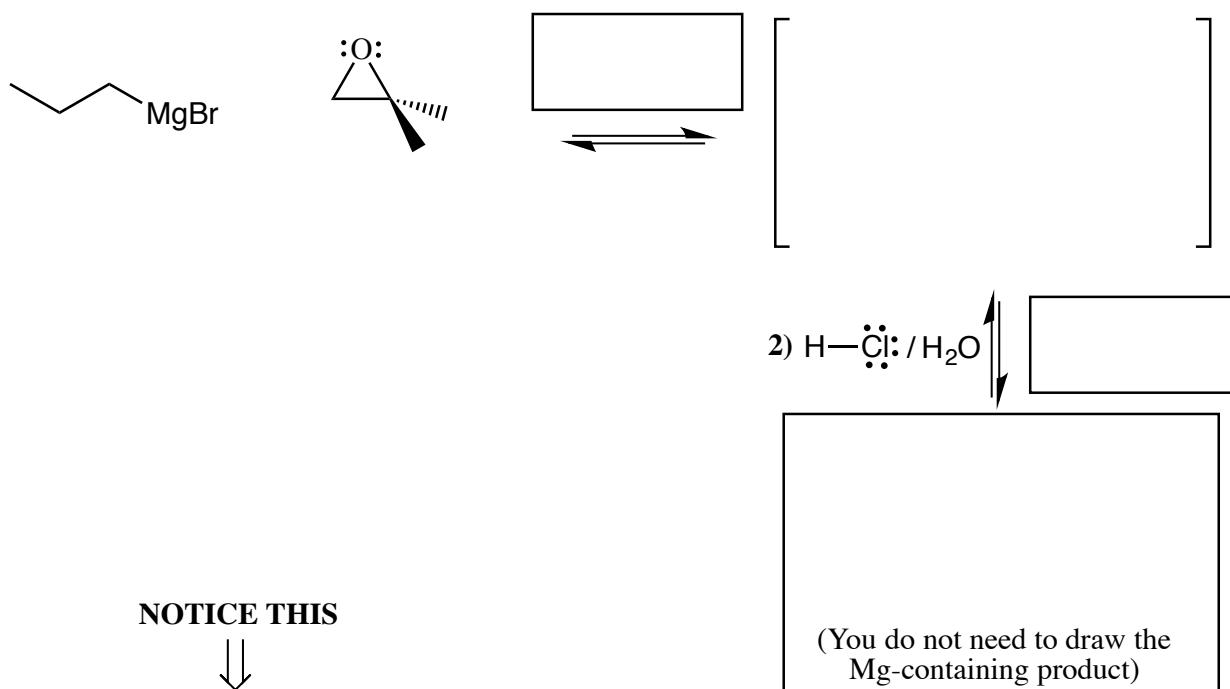 :O:
MgBr
2) H—Cl: / H₂O
NOTICE THIS
(You do not need to draw the
Mg-containing product)